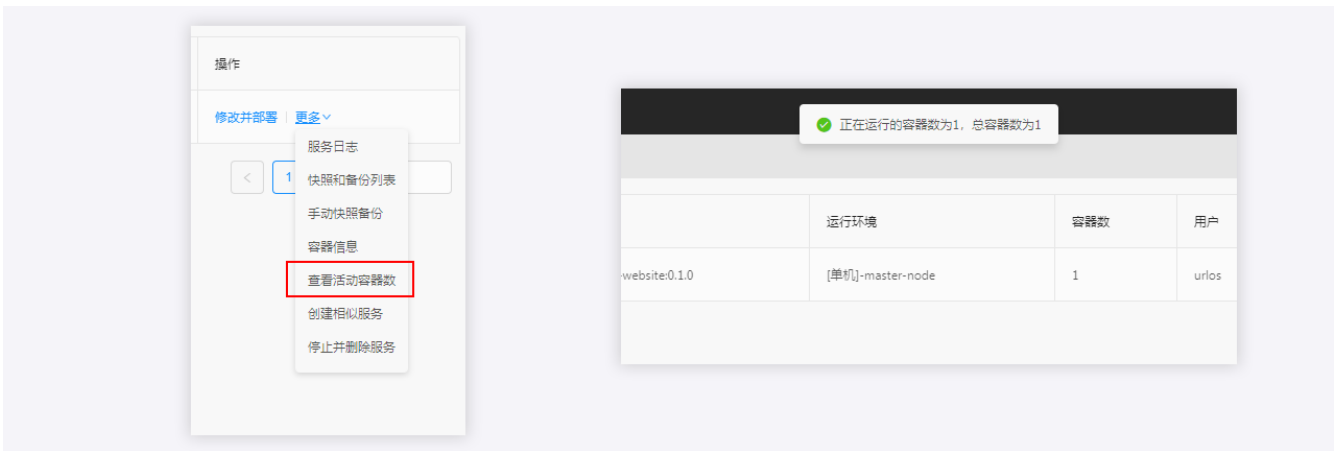 操作
修改并部署 更多
服务日志
1
快照和备份列表
手动快照备份
容器信息
查看活动容器数
创建相似服务
停止并删除服务
正在运行的容器数为1，总容器数为1
运行环境 容器数 用户
website:0.1.0 [单机]-master-node 1 urlos